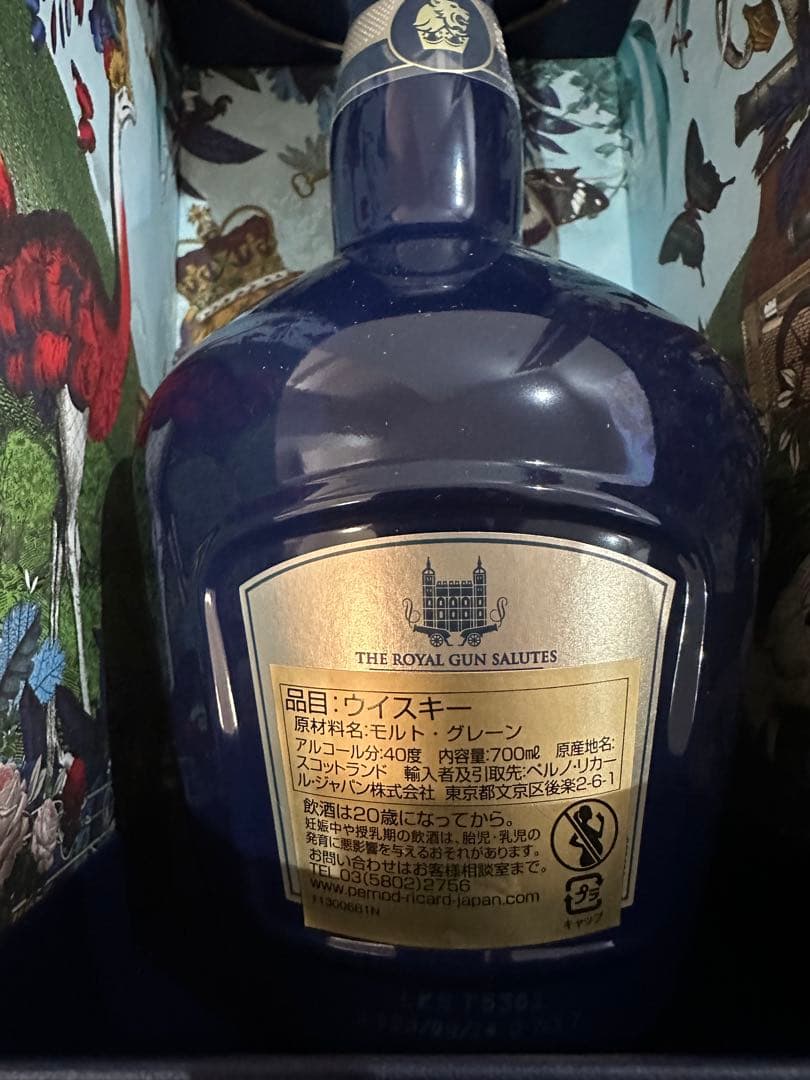 THE ROYAL GUN SALUTES
品目:ウイスキー
原材料名:モルト・グレーン
アルコール分:40度 内容量:700㎖ 原産地名:
スコットランド 輸入者及引取先:ペルノ・リカー
ル・ジャパン株式会社 東京都文京区後楽2-6-1
飲酒は20歳になってから。
妊娠中や授乳期の飲酒は、胎児・乳児の
発育に悪影響を与えるおそれがあります。
お問い合わせはお客様相談室まで。
TEL 03(5802)2756
www.pernod-ricard-japan.com
11300661N
プラ
キャップ